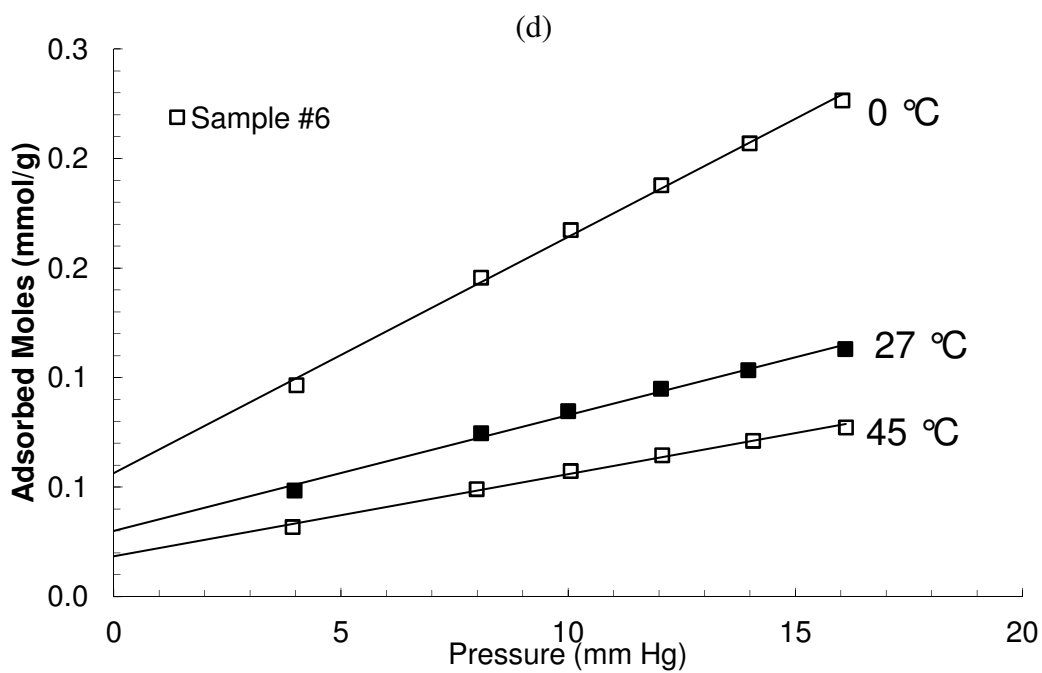 (d)
0.3
0.2
0.2
0.1
0.1
0.0
Adsorbed Moles (mmol/g)
Sample #6
0 °C
27 °C
45 °C
0 5 10 15 20
Pressure (mm Hg)